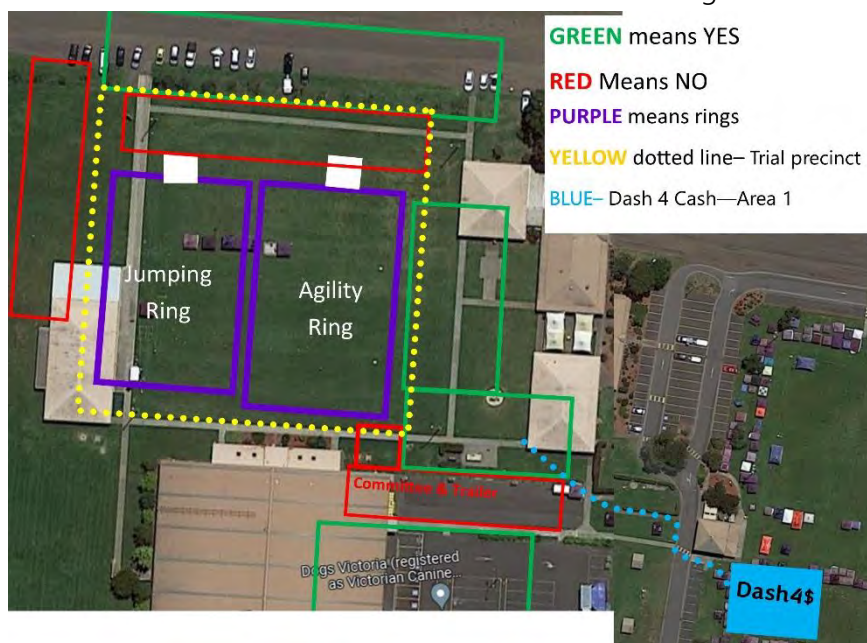 GREEN means YES
RED Means NO
PURPLE means rings
YELLOW dotted line– Trial precinct
BLUE– Dash 4 Cash—Area 1
Jumping
Ring
Agility
Ring
Committee & Trailer
Dogs Victoria (registered
as Victorian Canine...
Dash4$